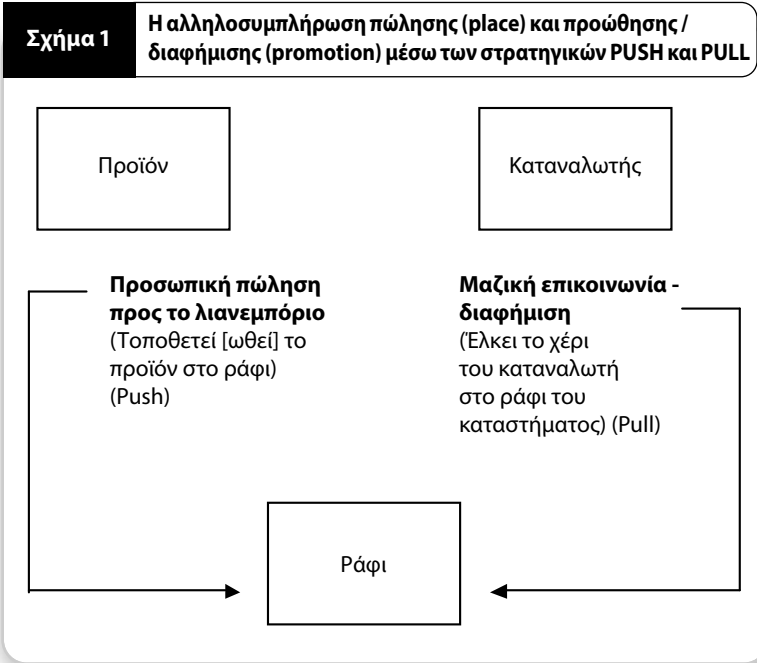 Σχήμα 1
Η αλληλοσυμπλήρωση πώλησης (place) και προώθησης /
διαφήμισης (promotion) μέσω των στρατηγικών PUSH και PULL
Προϊόν
Καταναλωτής
Προσωπική πώληση
προς το λιανεμπόριο
(Τοποθετεί [ωθεί] το
προϊόν στο ράφι)
(Push)
Μαζική επικοινωνία -
διαφήμιση
(Έλκει το χέρι
του καταναλωτή
στο ράφι του
καταστήματος) (Pull)
Ράφι